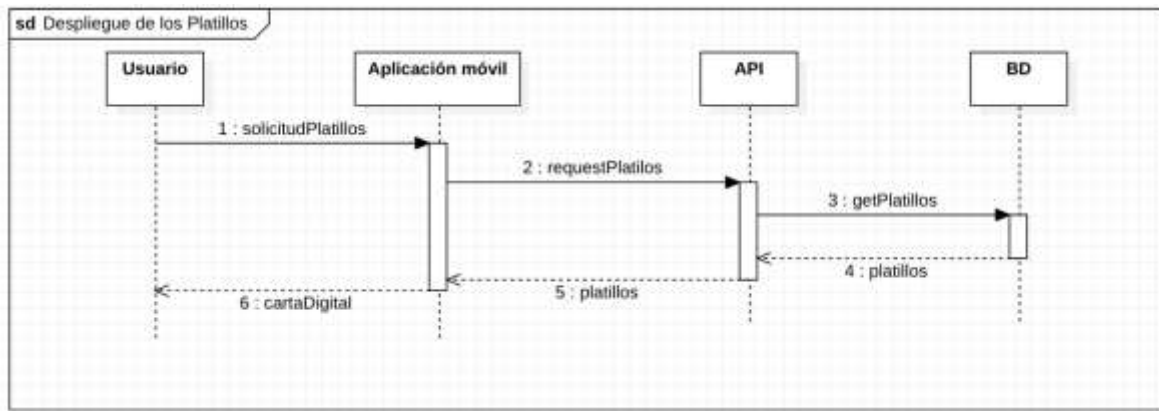 sd Despliegue de los Platillos
Usuario
Aplicación móvil
API
BD
1 : solicitudPlatillos
2 : requestPlatilos
3 : getPlatillos
4 : platillos
5 : platillos
6 : cartaDigital